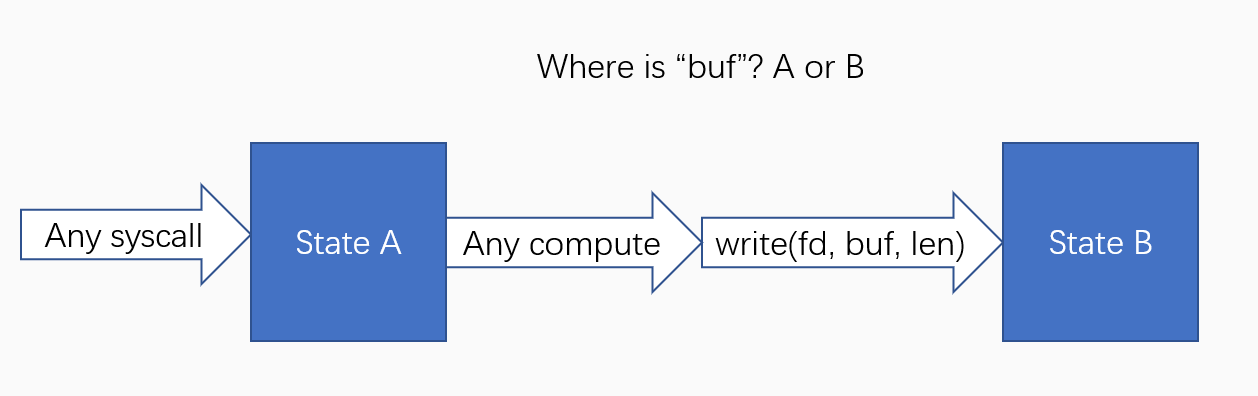 Where is “buf”? A or B
Any syscall
State A
Any compute
write(fd, buf, len)
State B